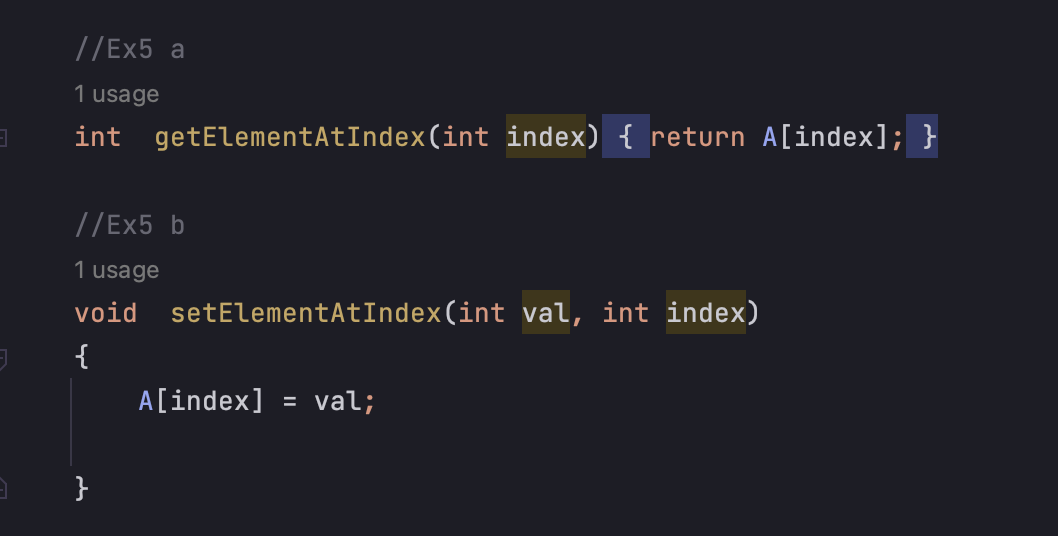 //Ex5 a
1 usage
int  getElementAtIndex(int index) { return A[index]; }
//Ex5 b
1 usage
void  setElementAtIndex(int val, int index)
{
A[index] = val;
}